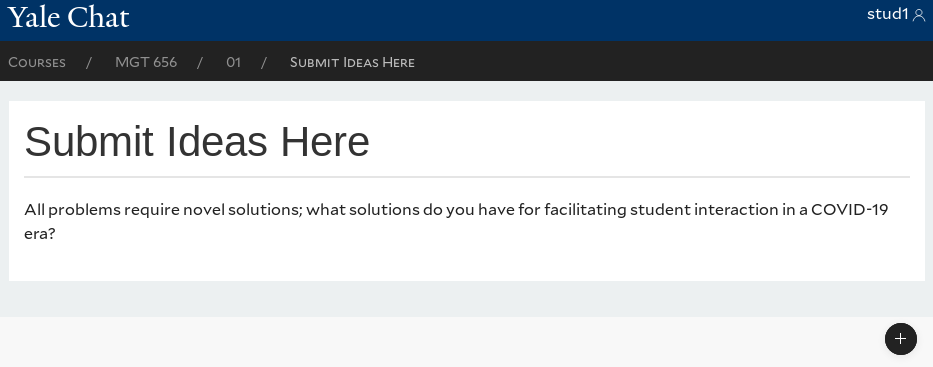 Yale Chat
stud1
Courses / MGT 656 / 01 / Submit Ideas Here
Submit Ideas Here
All problems require novel solutions; what solutions do you have for facilitating student interaction in a COVID-19
era?
+